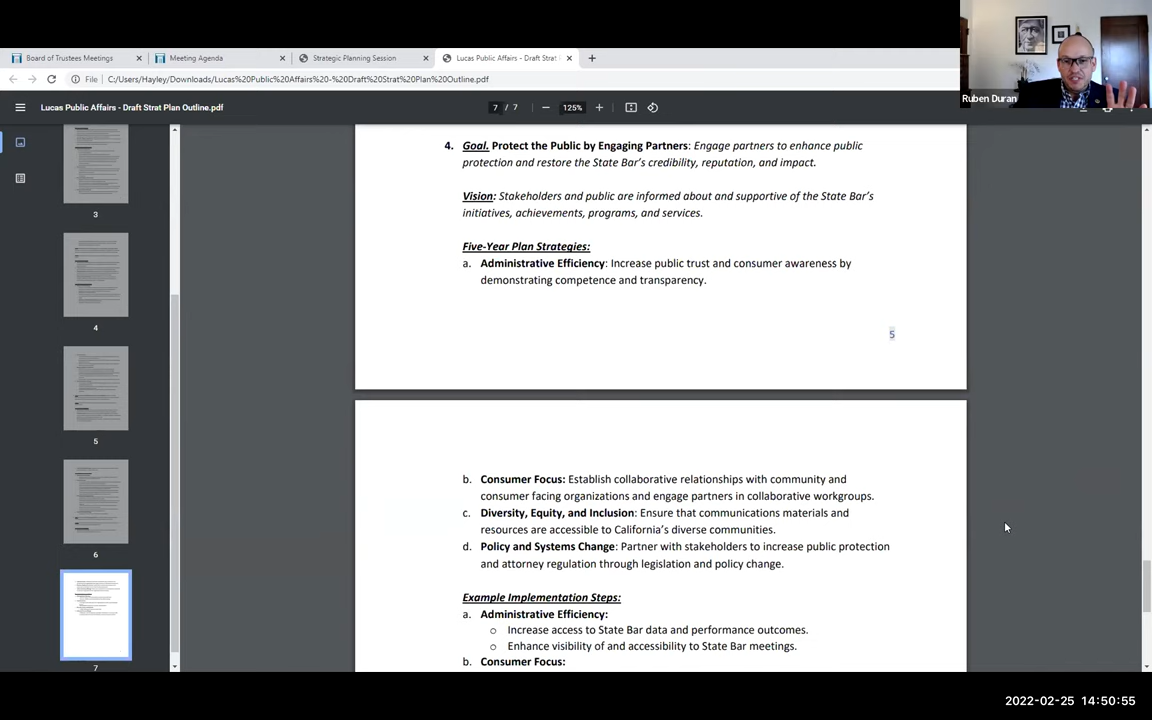 Board of Trustees Meetings
Meeting Agenda
Strategic Planning Session
Lucas Public Affairs - Draft Strat
File
C:/Users/Hayley/Downloads/Lucas%20Public%20Affairs%20-%20Draft%20Strat%20Plan%20Outline.pdf
Ruben Duran
Lucas Public Affairs - Draft Strat Plan Outline.pdf
7 / 7
125%
3
4
5
6
7
4. Goal. Protect the Public by Engaging Partners: Engage partners to enhance public
protection and restore the State Bar's credibility, reputation, and impact.
Vision: Stakeholders and public are informed about and supportive of the State Bar's
initiatives, achievements, programs, and services.
Five-Year Plan Strategies:
a. Administrative Efficiency: Increase public trust and consumer awareness by
demonstrating competence and transparency.
5
b. Consumer Focus: Establish collaborative relationships with community and
consumer facing organizations and engage partners in collaborative workgroups.
c. Diversity, Equity, and Inclusion: Ensure that communications materials and
resources are accessible to California's diverse communities.
d. Policy and Systems Change: Partner with stakeholders to increase public protection
and attorney regulation through legislation and policy change.
Example Implementation Steps:
a. Administrative Efficiency:
o Increase access to State Bar data and performance outcomes.
o Enhance visibility of and accessibility to State Bar meetings.
b. Consumer Focus:
2022-02-25 14:50:55